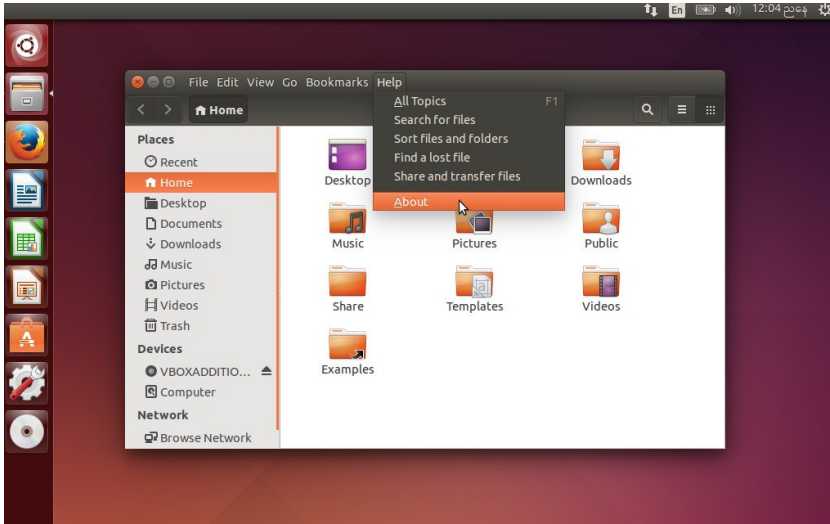 En 12:04 ညနေ
File Edit View Go Bookmarks Help
Home
All Topics F1
Search for files
Sort files and folders
Find a lost file
Share and transfer files
About
Places
Recent
Home
Desktop
Documents
Downloads
Music
Pictures
Videos
Trash
Devices
VBOXADDITIO...
Computer
Network
Browse Network
Desktop Downloads
Music Pictures Public
Share Templates Videos
Examples